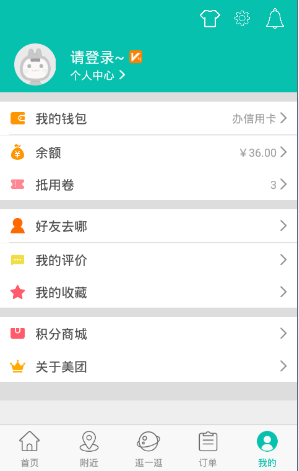 请登录~
个人中心
我的钱包 办信用卡
余额 ¥36.00
抵用卷 3
好友去哪
我的评价
我的收藏
积分商城
关于美团
首页 附近 逛一逛 订单 我的